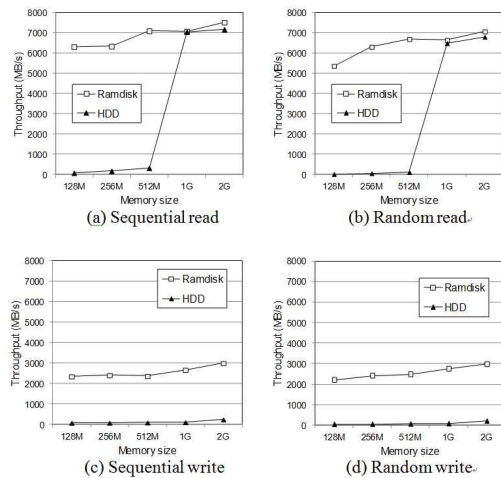 8000
7000
6000
5000
4000
3000
2000
1000
0
Throughput (MB/s)
Ramdisk
HDD
128M 256M 512M 1G 2G
Memory size
(a) Sequential read
8000
7000
6000
5000
4000
3000
2000
1000
0
Throughput (MB/s)
Ramdisk
HDD
128M 256M 512M 1G 2G
Memory size
(b) Random read
8000
7000
6000
5000
4000
3000
2000
1000
0
Throughput (MB/s)
Ramdisk
HDD
128M 256M 512M 1G 2G
Memory size
(c) Sequential write
8000
7000
6000
5000
4000
3000
2000
1000
0
Throughput (MB/s)
Ramdisk
HDD
128M 256M 512M 1G 2G
Memory size
(d) Random write